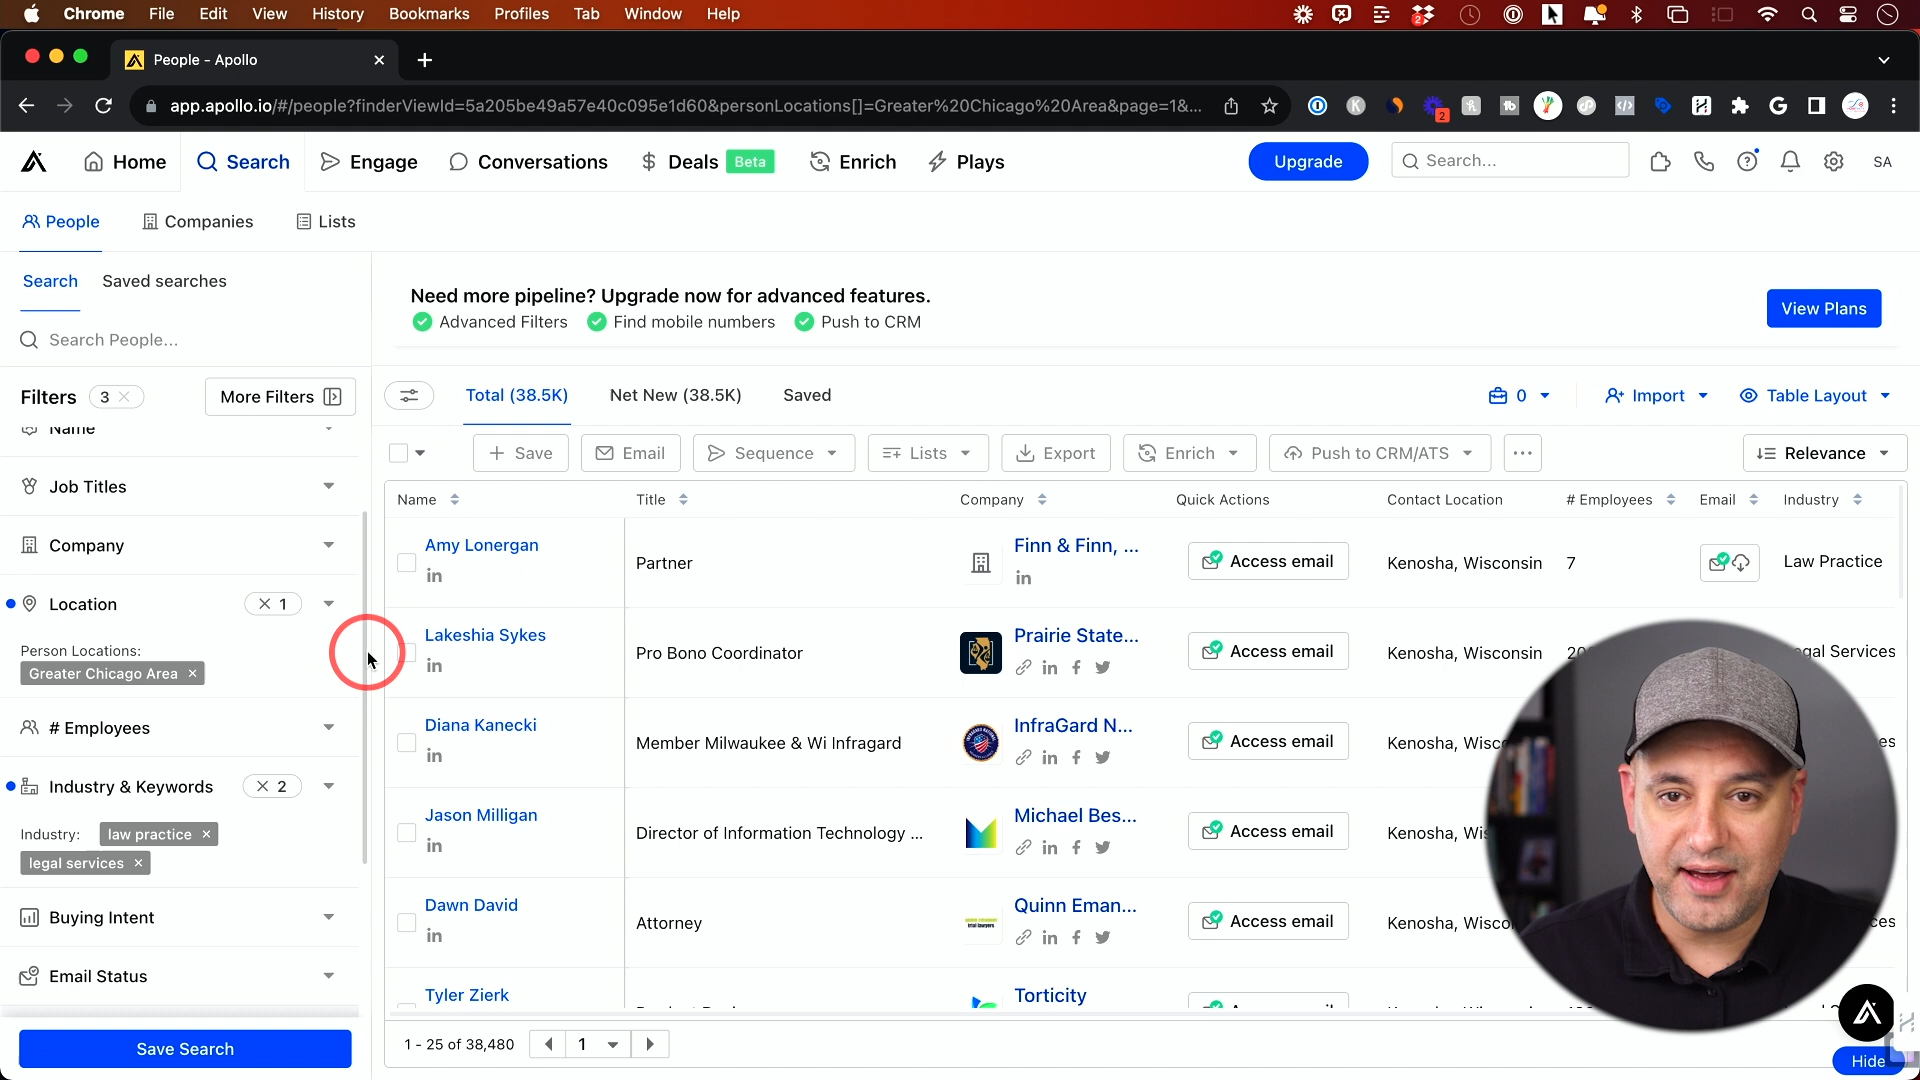 Chrome File Edit View History Bookmarks Profiles Tab Window Help
2
People - Apollo
app.apollo.io/#/people?finderViewId=5a205be49a57e40c095e1d60&personLocations[]=Greater%20Chicago%20Area&page=1&...
2
Home Search Engage Conversations Deals Beta Enrich Plays Upgrade Search... SA
People Companies Lists
Search Saved searches
Search People...
Need more pipeline? Upgrade now for advanced features.
Advanced Filters Find mobile numbers Push to CRM
View Plans
Filters 3 More Filters
Total (38.5K) Net New (38.5K) Saved 0 Import Table Layout
Name
Job Titles
Company
Location 1
Person Locations:
Greater Chicago Area
# Employees
Industry & Keywords 2
Industry: law practice
legal services
Buying Intent
Email Status
Save Search
Save Email Sequence Lists Export Enrich Push to CRM/ATS ... Relevance
Name Title Company Quick Actions Contact Location # Employees Email Industry
Amy Lonergan Partner Finn & Finn, ... Access email Kenosha, Wisconsin 7 Law Practice
Lakeshia Sykes Pro Bono Coordinator Prairie State... Access email Kenosha, Wisconsin
Services
Diana Kanecki Member Milwaukee & Wi Infragard InfraGard N... Access email Kenosha,
Jason Milligan Director of Information Technology ... Michael Bes... Access email Kenosha,
Dawn David Attorney Quinn Eman... Access email Kenosha,
Tyler Zierk Torticity
1 - 25 of 38,480 1
Hide